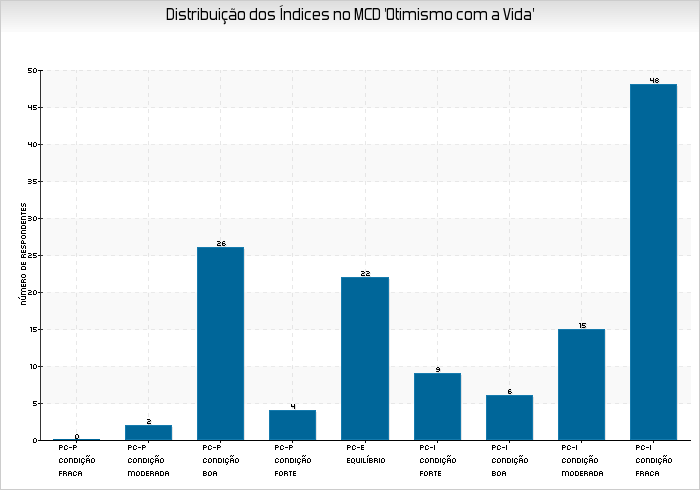 Distribuição dos Índices no MCD 'Otimismo com a Vida'
NÚMERO DE RESPONDENTES
50
45
40
35
30
25
20
15
10
5
0
0
2
26
4
22
9
6
15
48
PC-P
CONDIÇÃO
FRACA
PC-P
CONDIÇÃO
MODERADA
PC-P
CONDIÇÃO
BOA
PC-P
CONDIÇÃO
FORTE
PC-E
EQUILÍBRIO
PC-I
CONDIÇÃO
FORTE
PC-I
CONDIÇÃO
BOA
PC-I
CONDIÇÃO
MODERADA
PC-I
CONDIÇÃO
FRACA